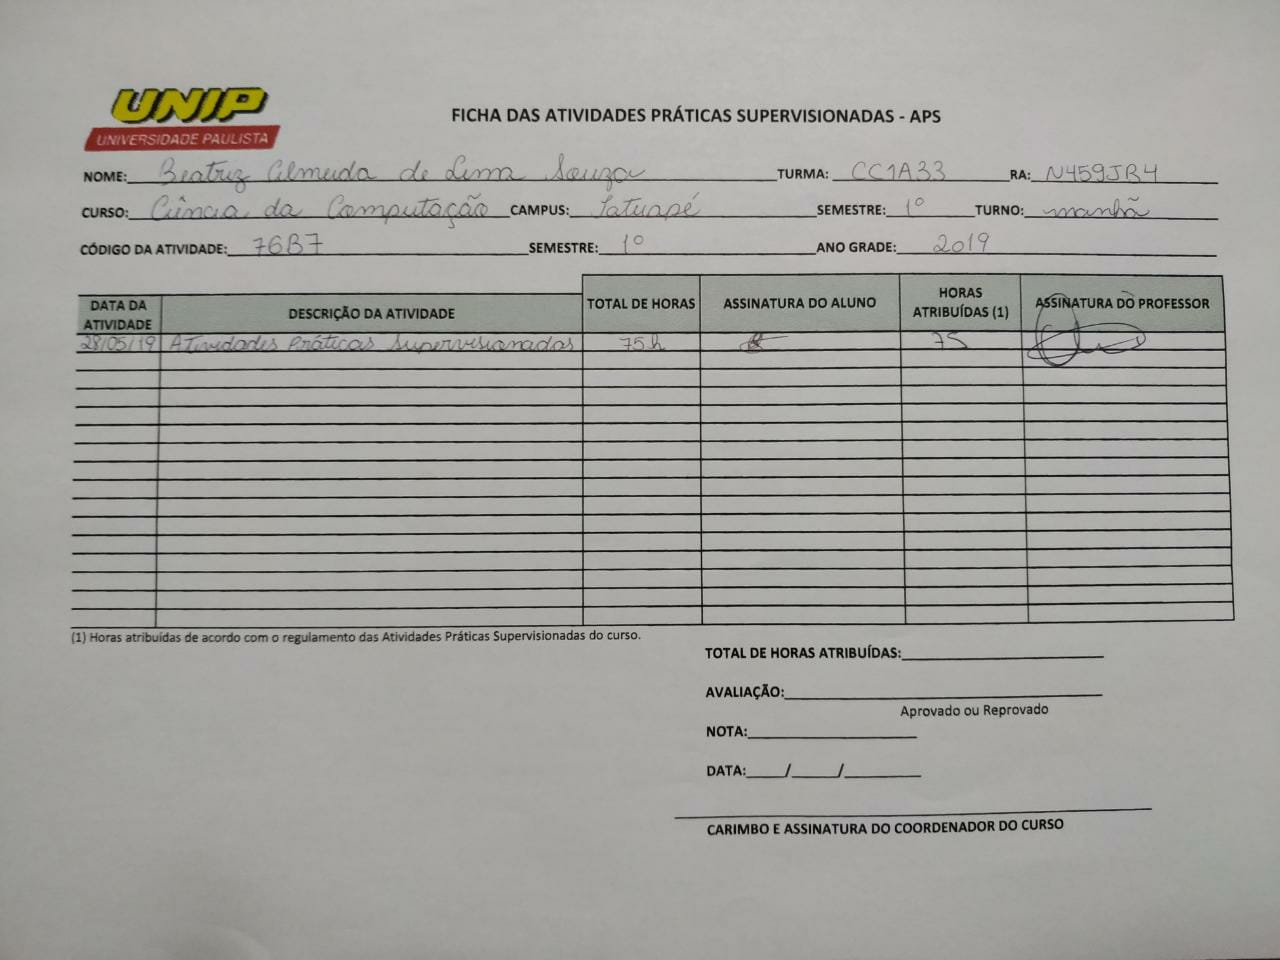 UNIP
UNIVERSIDADE PAULISTA
FICHA DAS ATIVIDADES PRÁTICAS SUPERVISIONADAS - APS
NOME: Beatriz Almeida de Lima Souza TURMA: CC1A33 RA: N459JB4
CURSO: Ciência da Computação CAMPUS: Tatuapé SEMESTRE: 1º TURNO: manhã
CÓDIGO DA ATIVIDADE: 76B7 SEMESTRE: 1º ANO GRADE: 2019
DATA DA ATIVIDADE DESCRIÇÃO DA ATIVIDADE TOTAL DE HORAS ASSINATURA DO ALUNO HORAS ATRIBUÍDAS (1) ASSINATURA DO PROFESSOR
28/05/19 Atividades Práticas Supervisionadas 75h 75
(1) Horas atribuídas de acordo com o regulamento das Atividades Práticas Supervisionadas do curso.
TOTAL DE HORAS ATRIBUÍDAS:
AVALIAÇÃO:
Aprovado ou Reprovado
NOTA:
DATA: / /
CARIMBO E ASSINATURA DO COORDENADOR DO CURSO